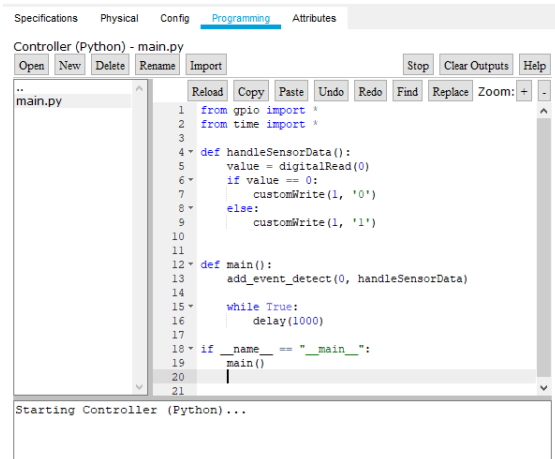 Specifications Physical Config Programming Attributes
Controller (Python) - main.py
Open New Delete Rename Import Stop Clear Outputs Help
..
main.py
Reload Copy Paste Undo Redo Find Replace Zoom: + -
1 from gpio import *
2 from time import *
3
4 def handleSensorData():
5     value = digitalRead(0)
6     if value == 0:
7         customWrite(1, '0')
8     else:
9         customWrite(1, '1')
10
11
12 def main():
13     add_event_detect(0, handleSensorData)
14
15     while True:
16         delay(1000)
17
18 if __name__ == "__main__":
19     main()
20
21
Starting Controller (Python)...